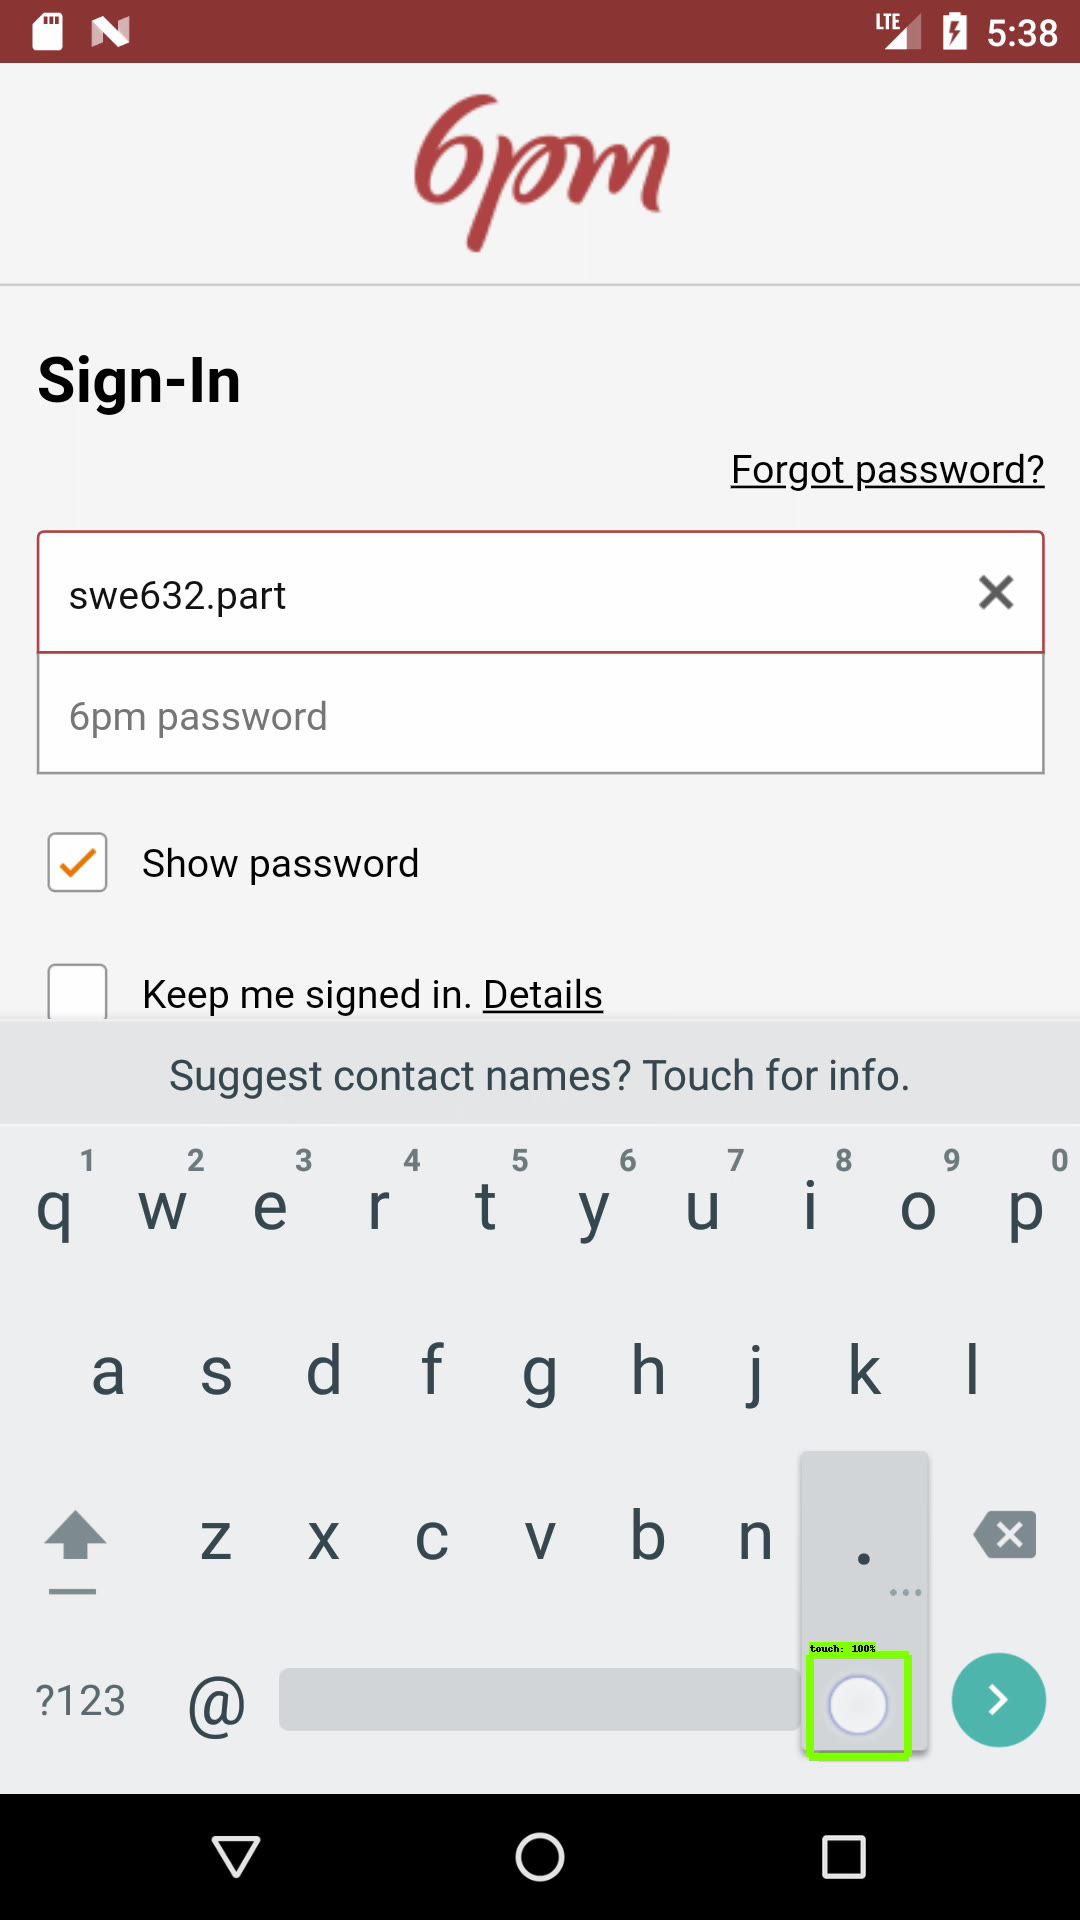 LTE 5:38
6pm
Sign-In
Forgot password?
swe632.part
6pm password
Show password
Keep me signed in. Details
Suggest contact names? Touch for info.
1 2 3 4 5 6 7 8 9 0
q w e r t y u i o p
a s d f g h j k l
z x c v b n .
touch: 100%
?123 @